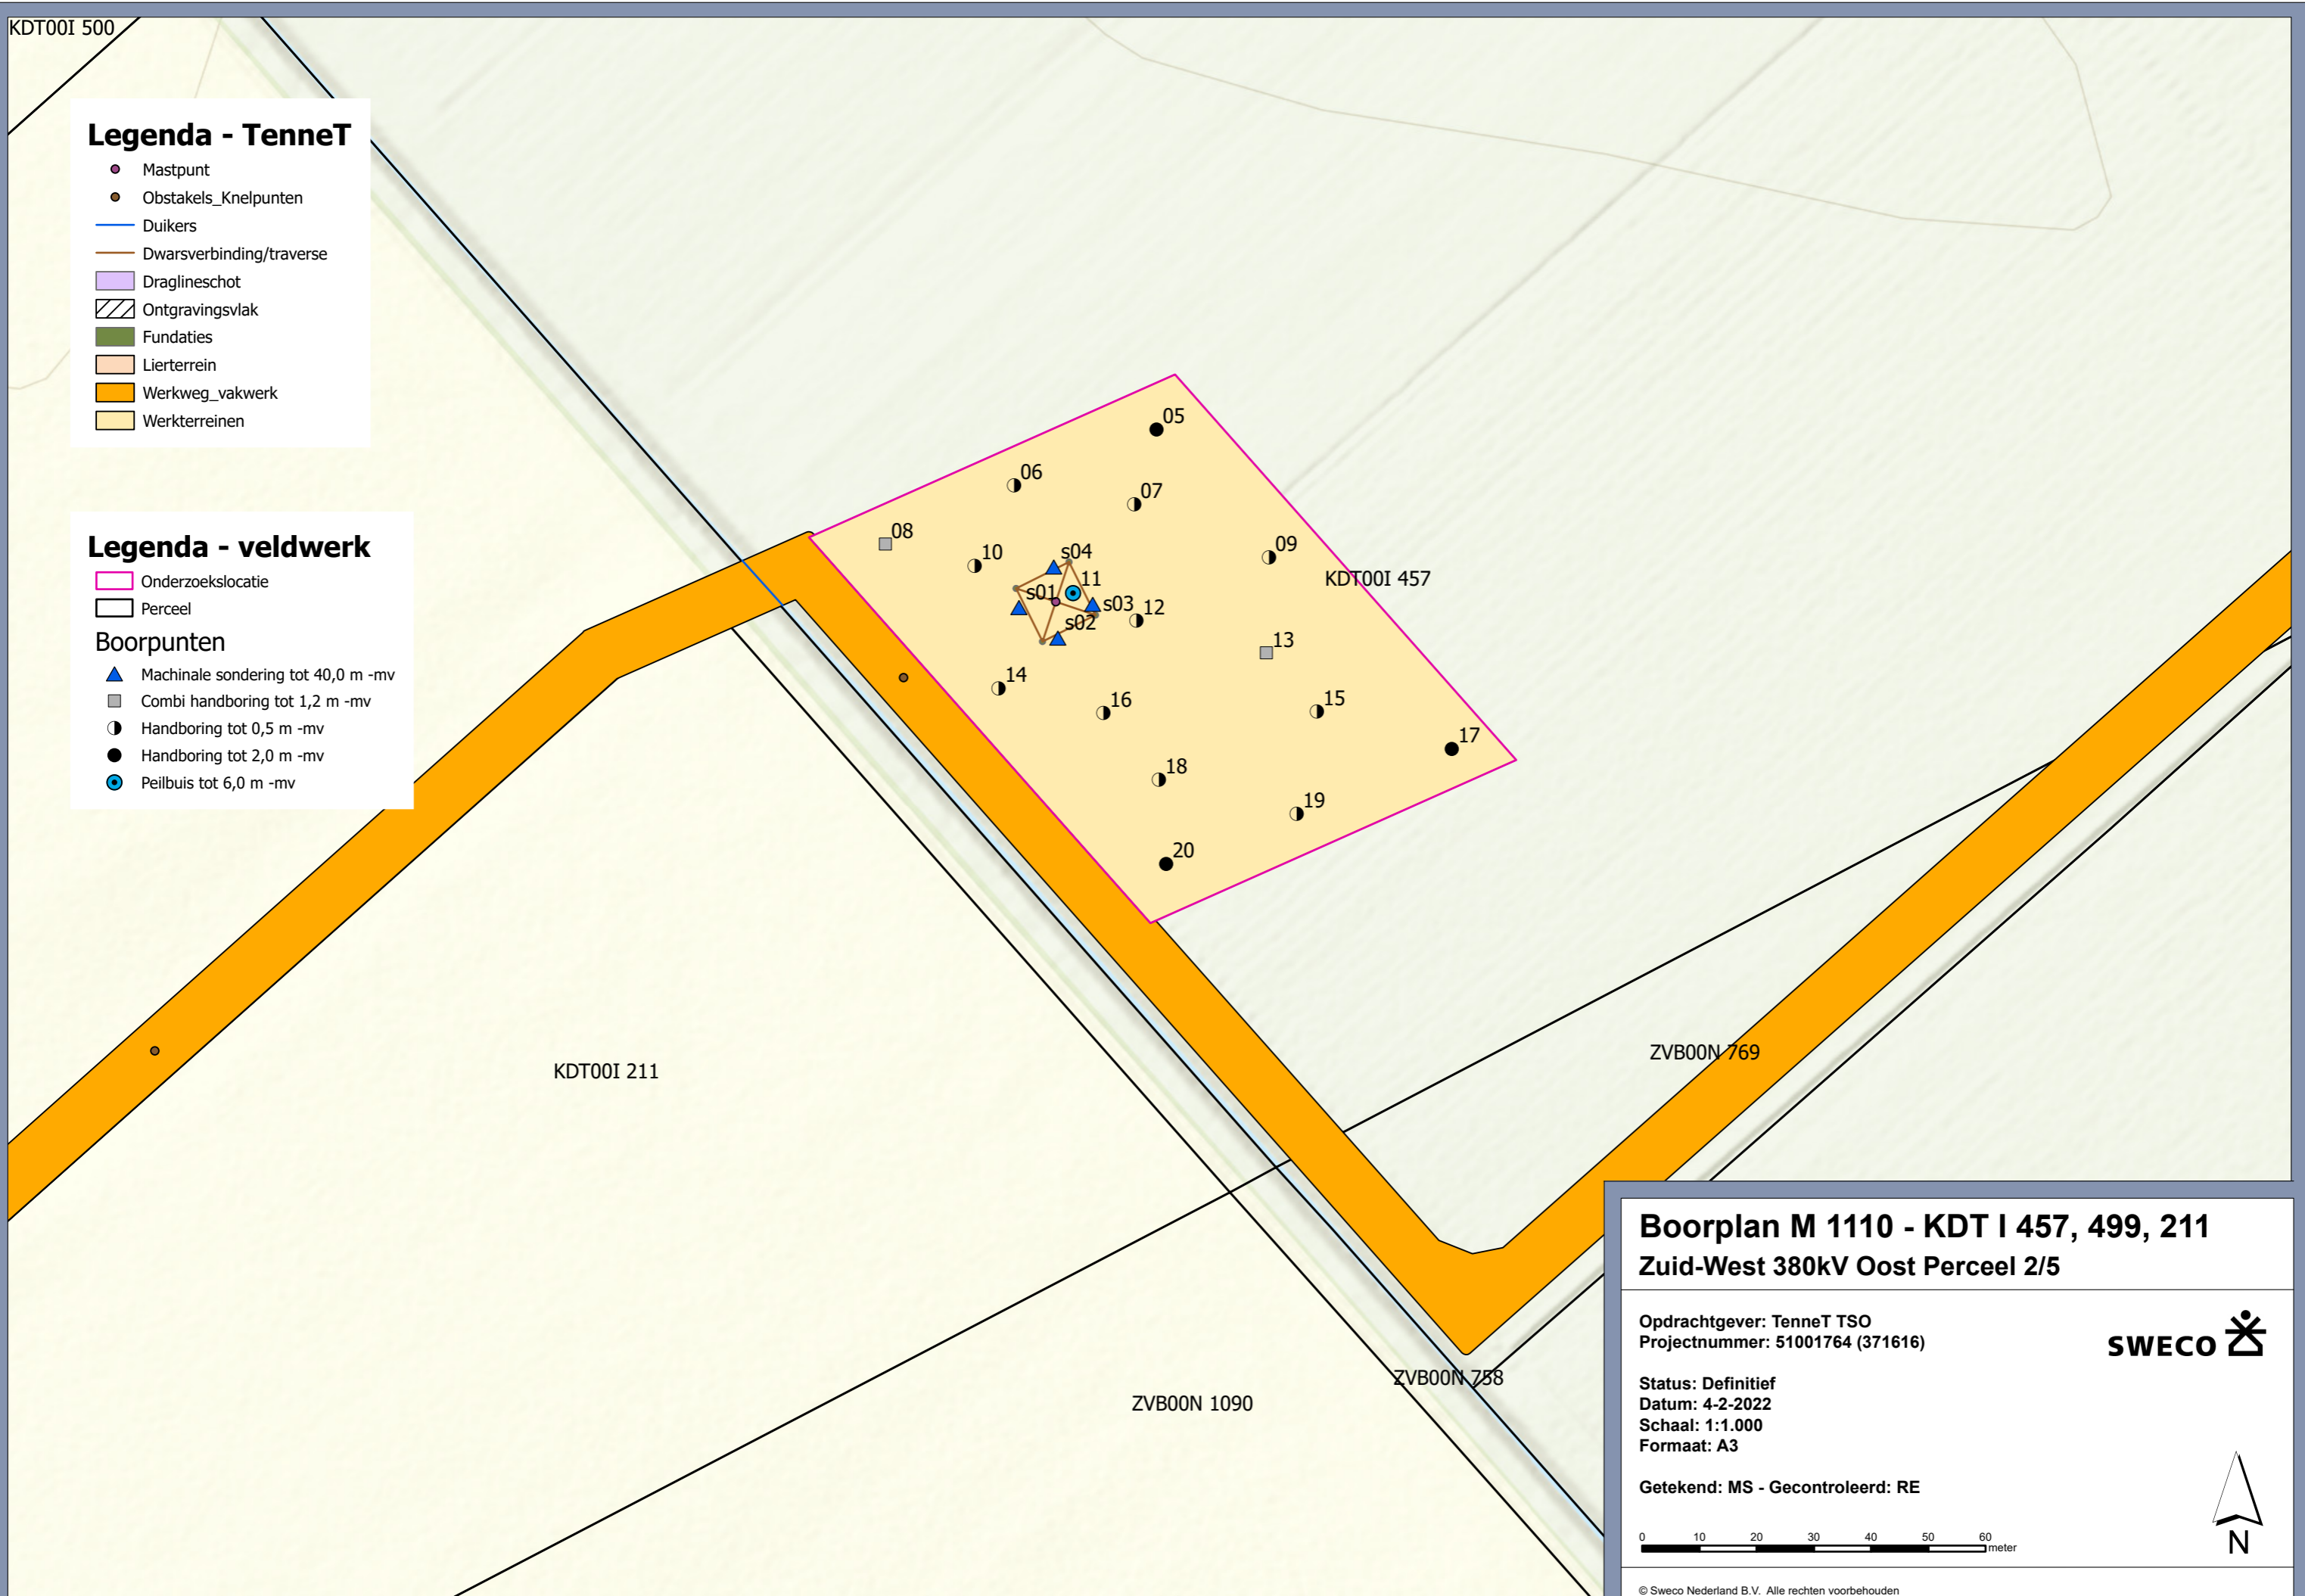 KDT00I 500
Legenda - TenneT
Mastpunt
Obstakels_Knelpunten
Duikers
Dwarsverbinding/traverse
Draglineschot
Ontgravingsvlak
Fundaties
Lierterrein
Werkweg_vakwerk
Werkterreinen
Legenda - veldwerk
Onderzoekslocatie
Perceel
Boorpunten
Machinale sondering tot 40,0 m -mv
Combi handboring tot 1,2 m -mv
Handboring tot 0,5 m -mv
Handboring tot 2,0 m -mv
Peilbuis tot 6,0 m -mv
05
06
07
08
09
10
s04
11
KDT00I 457
s01
s03
12
s02
13
14
16
15
17
18
19
20
ZVB00N 769
KDT00I 211
ZVB00N 758
ZVB00N 1090
Boorplan M 1110 - KDT I 457, 499, 211
Zuid-West 380kV Oost Perceel 2/5
Opdrachtgever: TenneT TSO
Projectnummer: 51001764 (371616)
SWECO
Status: Definitief
Datum: 4-2-2022
Schaal: 1:1.000
Formaat: A3
Getekend: MS - Gecontroleerd: RE
0 10 20 30 40 50 60
meter
N
© Sweco Nederland B.V. Alle rechten voorbehouden